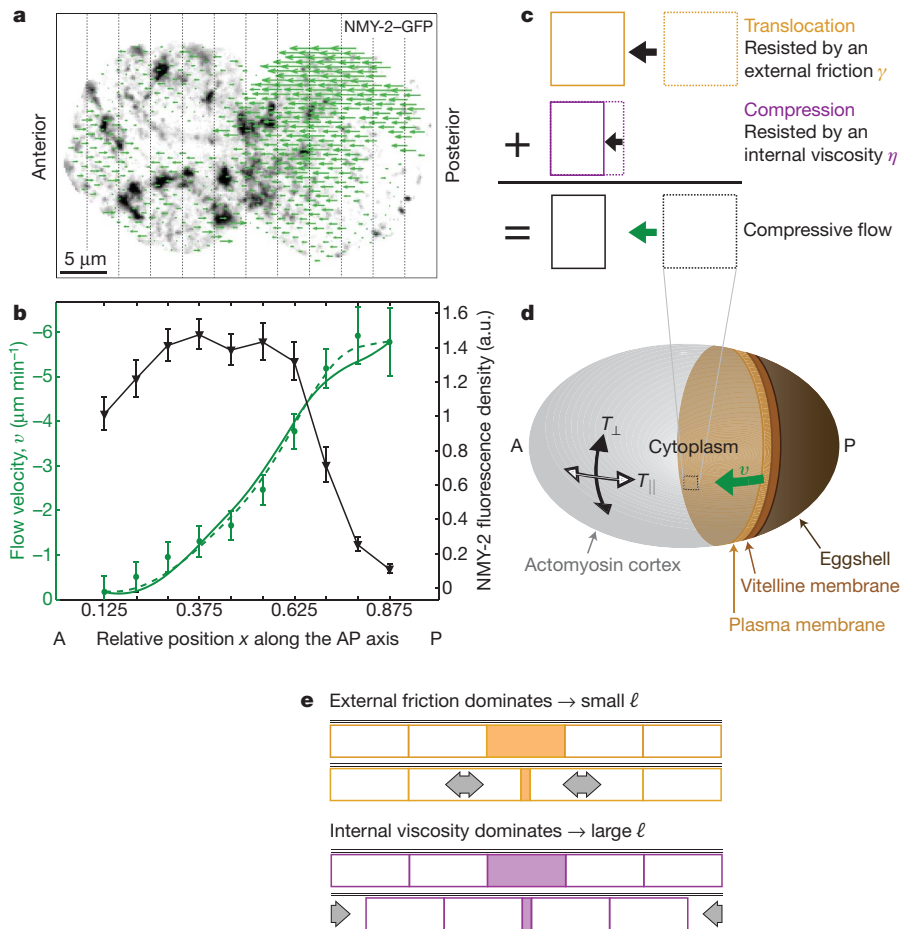 a
NMY-2–GFP
Anterior
Posterior
5 μm
b
Flow velocity, v (μm min⁻¹)
–6
–5
–4
–3
–2
–1
0
1.6
1.4
1.2
1
0.8
0.6
0.4
0.2
0
NMY-2 fluorescence density (a.u.)
0.125
0.375
0.625
0.875
A
Relative position x along the AP axis
P
c
Translocation
Resisted by an
external friction γ
+
Compression
Resisted by an
internal viscosity η
=
Compressive flow
d
A
T⊥
T||
Cytoplasm
v
P
Actomyosin cortex
Eggshell
Vitelline membrane
Plasma membrane
e
External friction dominates → small ℓ
Internal viscosity dominates → large ℓ